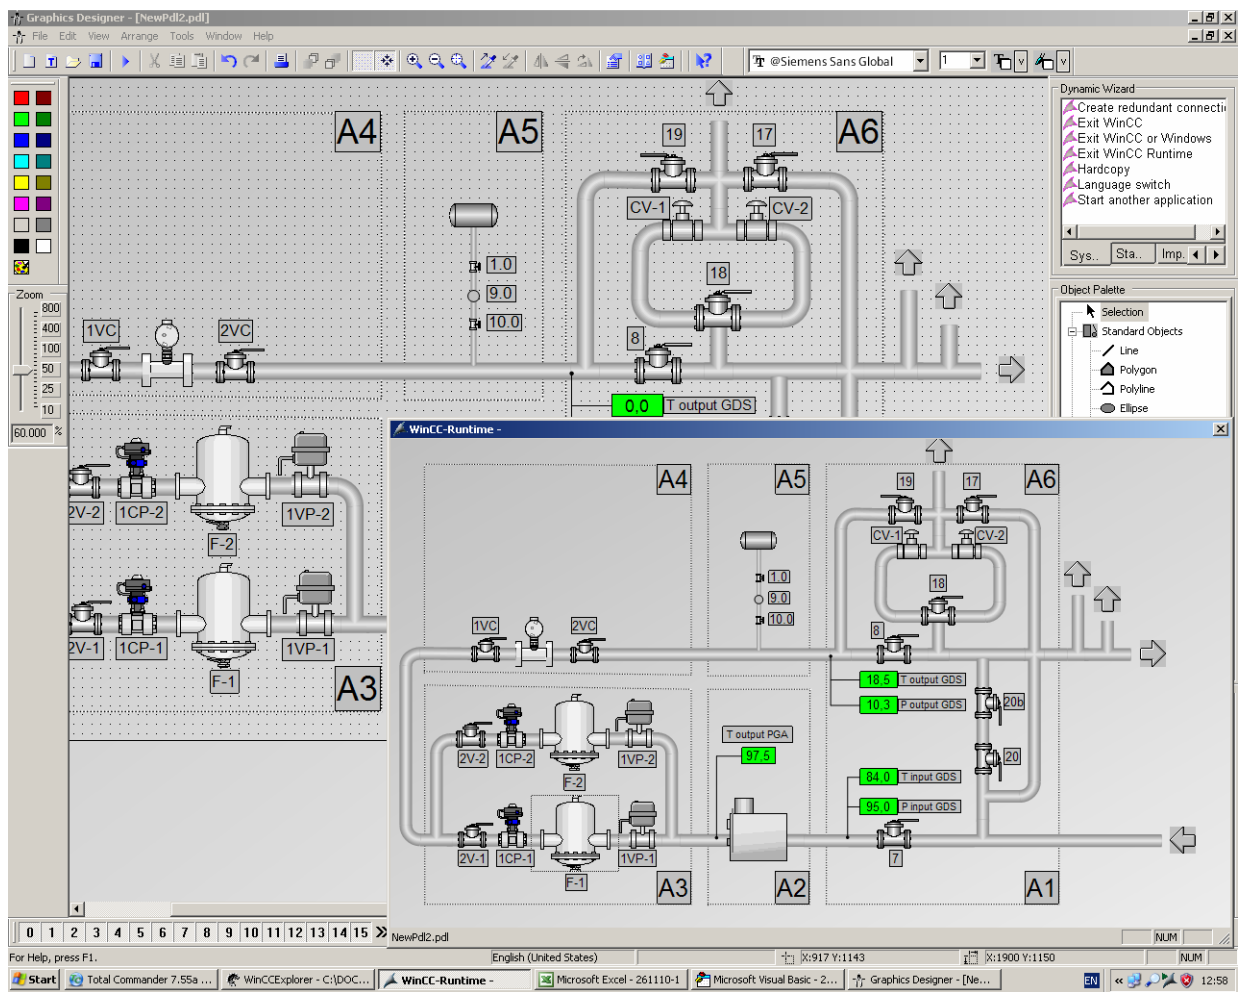 Graphics Designer - [NewPdl2.pdl]
File Edit View Arrange Tools Window Help
@Siemens Sans Global 1
Dynamic Wizard
Create redundant connecti
Exit WinCC
Exit WinCC or Windows
Exit WinCC Runtime
Hardcopy
Language switch
Start another application
Sys.. Sta.. Imp.
Object Palette
Selection
Standard Objects
Line
Polygon
Polyline
Ellipse
Zoom
800
400
100
50
25
10
60.000 %
A4 A5 A6
19 17
CV-1 CV-2
1.0
9.0
10.0
18
8
1VC 2VC
0,0 T output GDS
2V-2 1CP-2 1VP-2
F-2
2V-1 1CP-1 1VP-1
F-1
A3
WinCC-Runtime -
A4 A5 A6
19 17
CV-1 CV-2
1.0
9.0
10.0
18
8
1VC 2VC
18,5 T output GDS
10,3 P output GDS
20b
20
T output PGA
97,5
84,0 T input GDS
95,0 P input GDS
2V-2 1CP-2 1VP-2
F-2
2V-1 1CP-1 1VP-1
F-1
7
A3 A2 A1
NewPdl2.pdl NUM
0 1 2 3 4 5 6 7 8 9 10 11 12 13 14 15
For Help, press F1. English (United States) X:917 Y:1143 X:1900 Y:1150 NUM
Start Total Commander 7.55a ... WinCCExplorer - C:\DOC... WinCC-Runtime - Microsoft Excel - 261110-1 Microsoft Visual Basic - 2... Graphics Designer - [Ne... EN 12:58